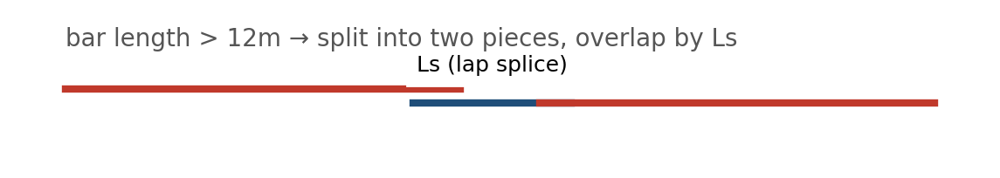 bar length > 12m → split into two pieces, overlap by Ls
Ls (lap splice)